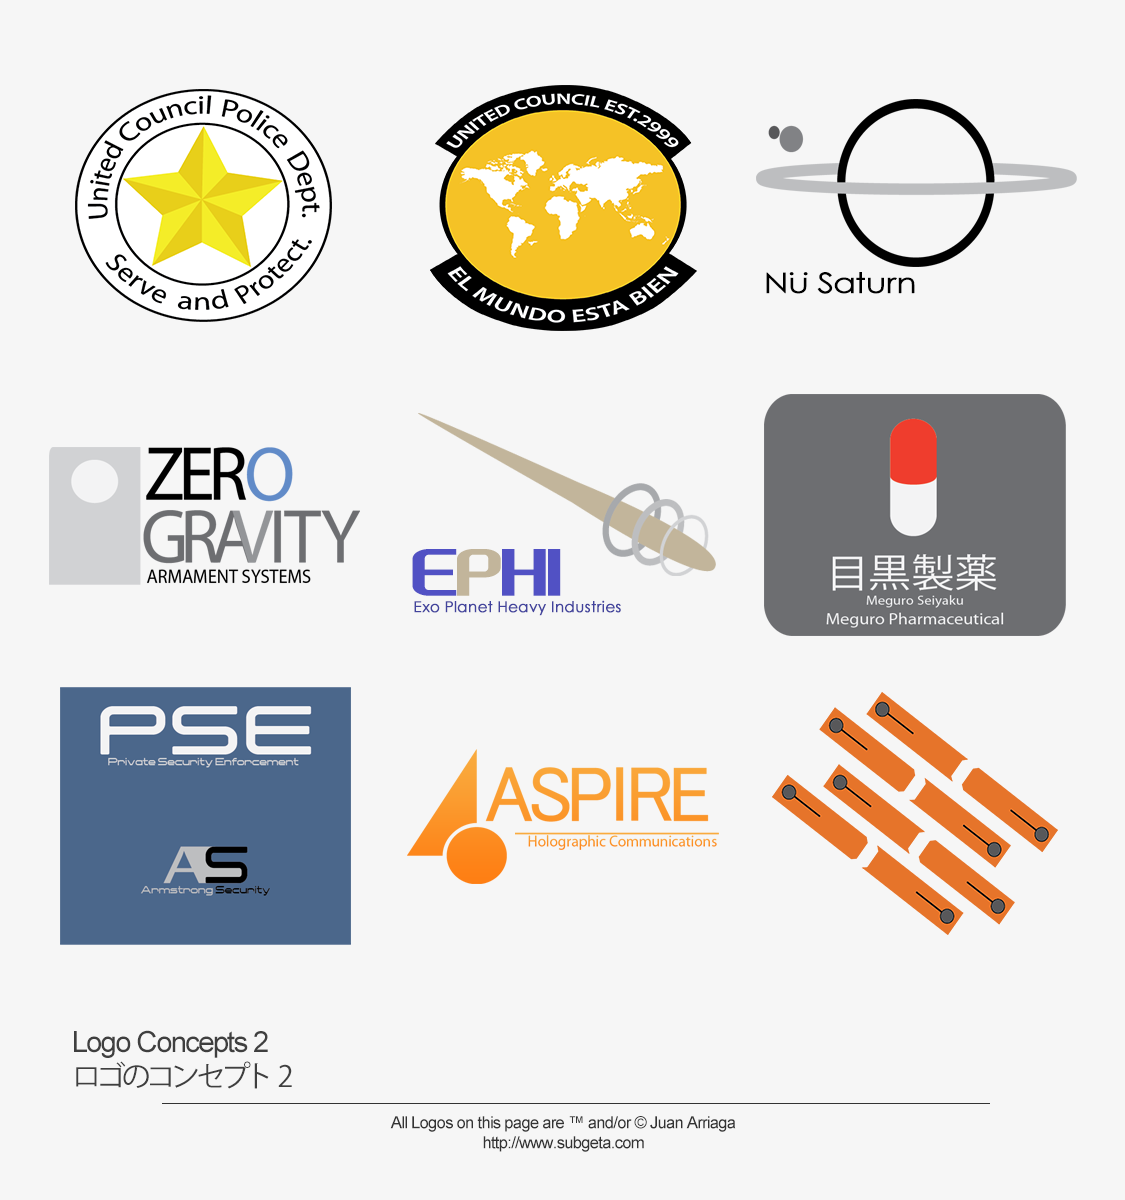 United Council Police Dept.
Serve and Protect.
UNITED COUNCIL EST.2999
EL MUNDO ESTA BIEN
Nü Saturn
ZERO
GRAVITY
ARMAMENT SYSTEMS
EPHI
Exo Planet Heavy Industries
目黒製薬
Meguro Seiyaku
Meguro Pharmaceutical
PSE
Private Security Enforcement
AS
Armstrong Security
ASPIRE
Holographic Communications
Logo Concepts 2
ロゴのコンセプト 2
All Logos on this page are ™ and/or © Juan Arriaga
http://www.subgeta.com